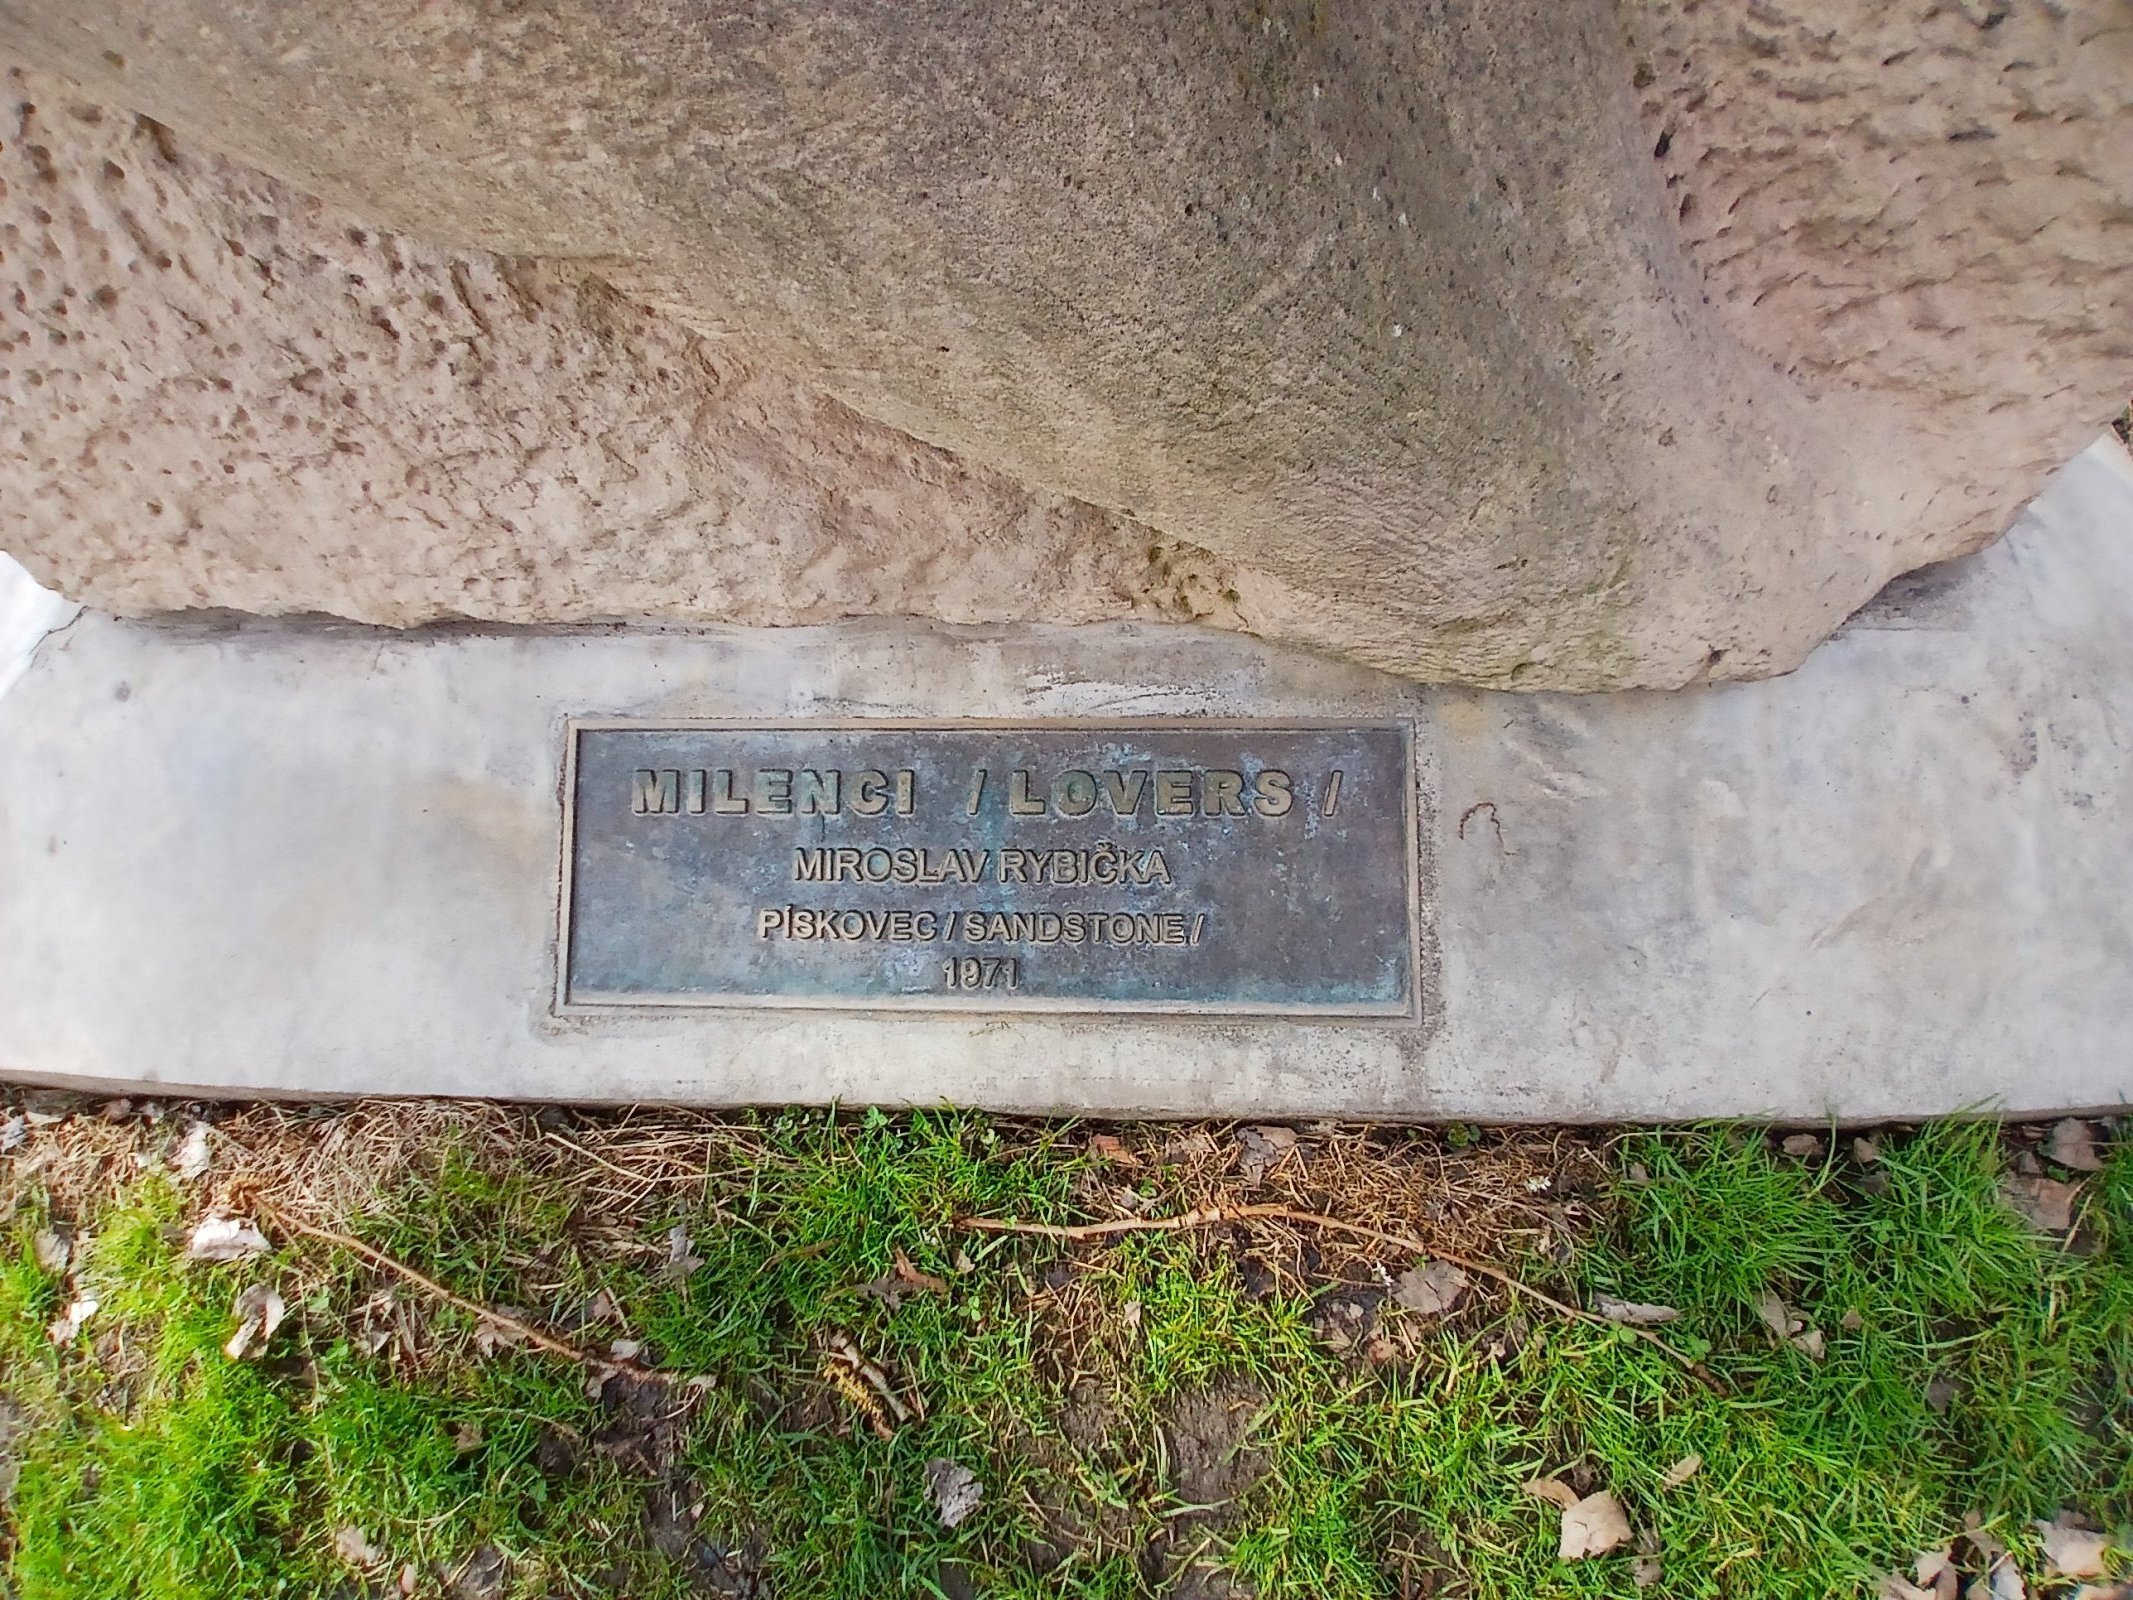 MILENCI / LOVERS /
MIROSLAV RYBIČKA
PÍSKOVEC / SANDSTONE /
1971